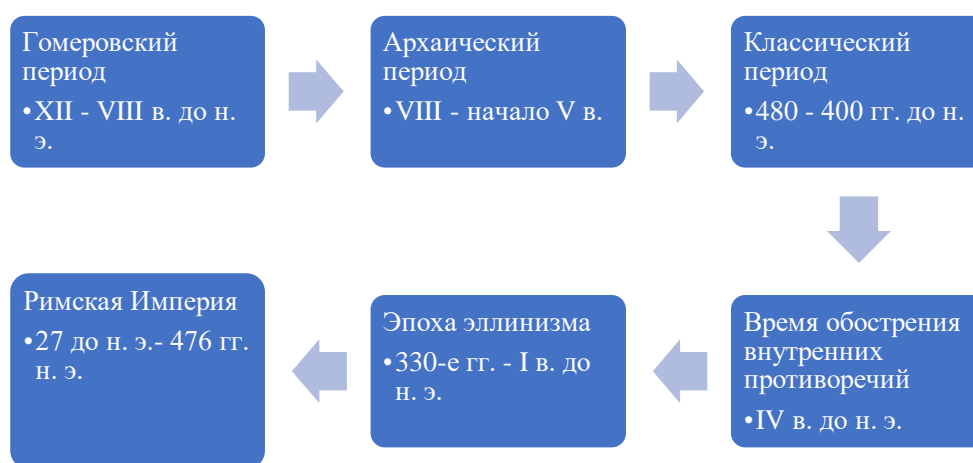 Гомеровский
период
•XII - VIII в. до н.
э.
Архаический
период
•VIII - начало V в.
Классический
период
•480 - 400 гг. до н.
э.
Время обострения
внутренних
противоречий
•IV в. до н. э.
Эпоха эллинизма
•330-е гг. - I в. до
н. э.
Римская Империя
•27 до н. э.- 476 гг.
н. э.